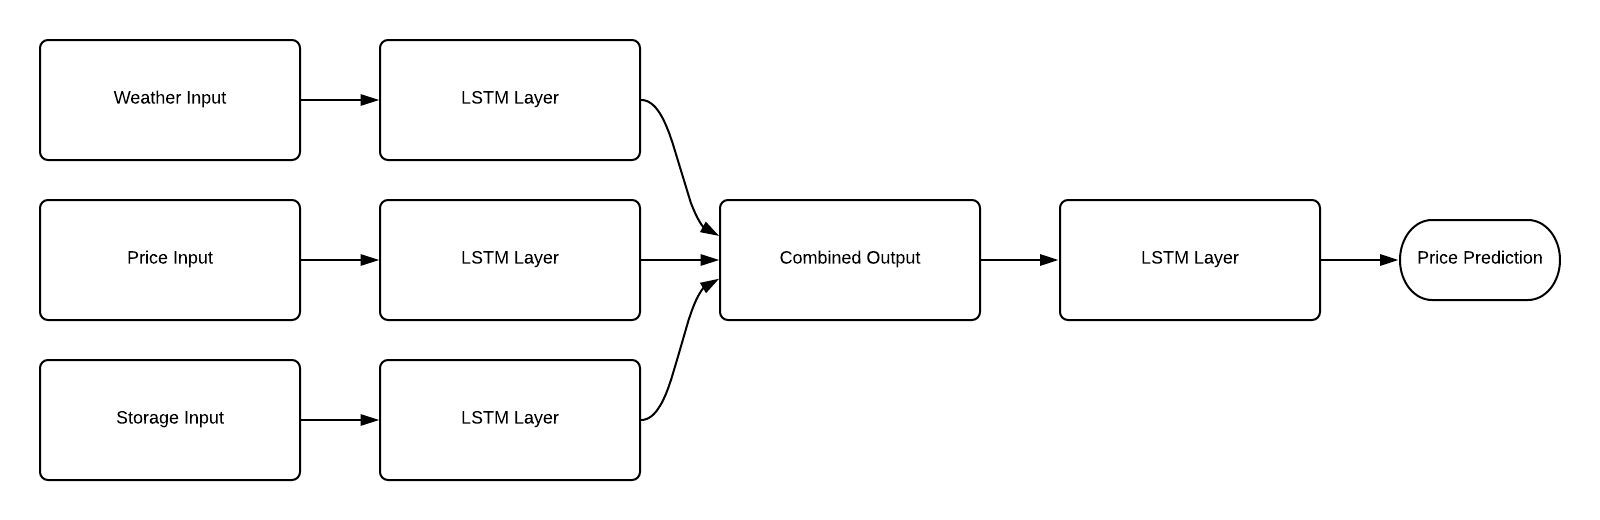 Weather Input
LSTM Layer
Price Input
LSTM Layer
Combined Output
LSTM Layer
Price Prediction
Storage Input
LSTM Layer